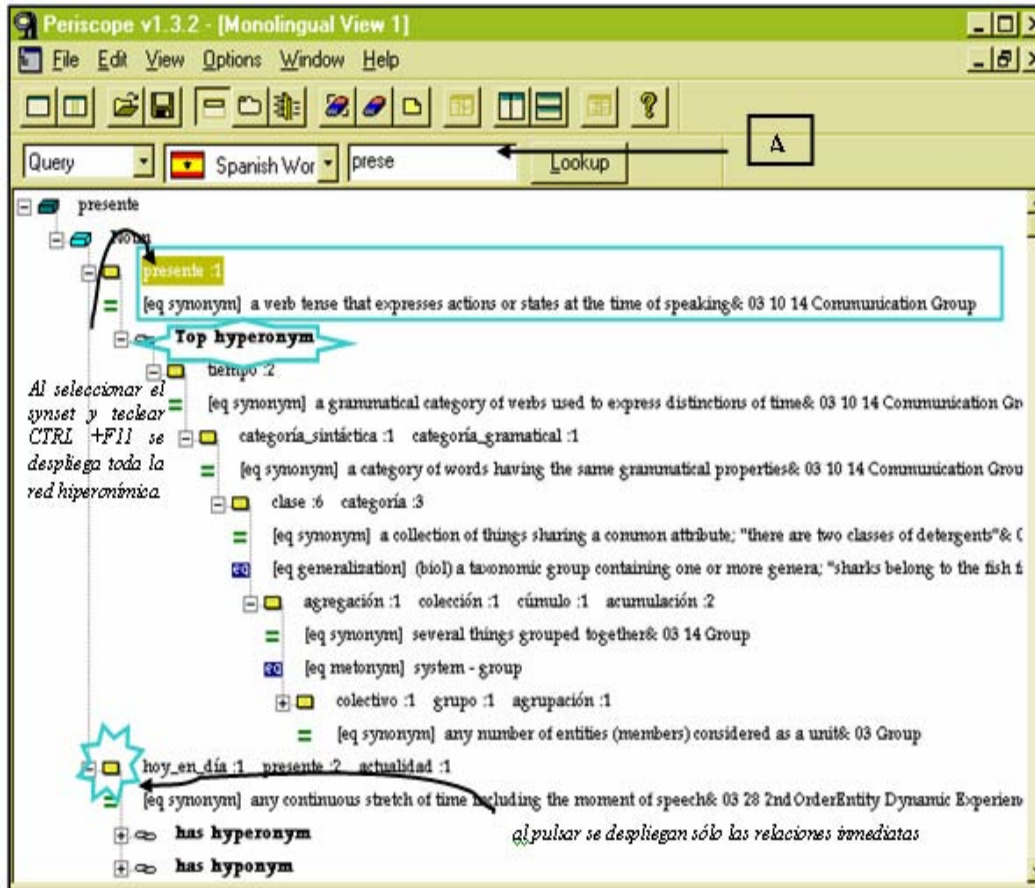 Periscope v1.3.2 - [Monolingual View 1]
File Edit View Options Window Help
A
Query Spanish Wor prese Lookup
presente
Noun
presente :1
[eq synonym] a verb tense that expresses actions or states at the time of speaking& 03 10 14 Communication Group
Top hyperonym
tiempo :2
[eq synonym] a grammatical category of verbs used to express distinctions of time& 03 10 14 Communication Gr
categoría_sintáctica :1 categoría_gramatical :1
[eq synonym] a category of words having the same grammatical properties& 03 10 14 Communication Grou
clase :6 categoría :3
= [eq synonym] a collection of things sharing a common attribute; "there are two classes of detergents"& 0
eq [eq generalization] (biol) a taxonomic group containing one or more genera; "sharks belong to the fish f
agregación :1 colección :1 cúmulo :1 acumulación :2
= [eq synonym] several things grouped together& 03 14 Group
eq [eq metonym] system - group
colectivo :1 grupo :1 agrupación :1
= [eq synonym] any number of entities (members) considered as a unit& 03 Group
hoy_en_día :1 presente :2 actualidad :1
[eq synonym] any continuous stretch of time including the moment of speech& 03 28 2ndOrderEntity Dynamic Experien
has hyperonym
has hyponym
Al seleccionar el
synset y teclear
CTRL +F11 se
despliega toda la
red hiperonímica
al pulsar se despliegan sólo las relaciones inmediatas